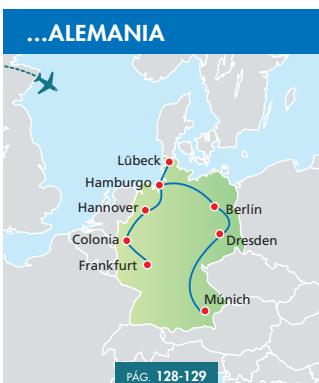 ...ALEMANIA
Lübeck
Hamburgo
Hannover
Berlín
Colonia
Dresden
Frankfurt
Múnich
PÁG. 128-129